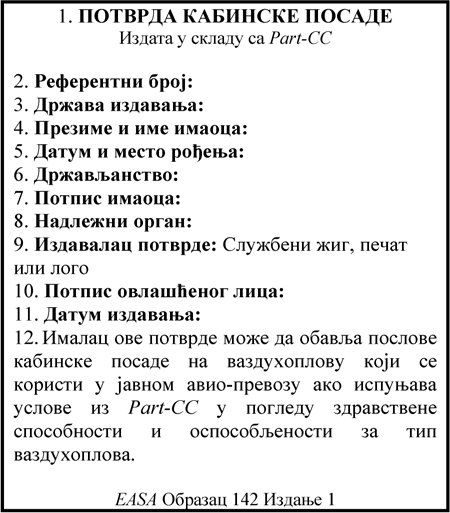 1. ПОТВРДА КАБИНСКЕ ПОСАДЕ
Издата у складу са Part-CC
2. Референтни број:
3. Држава издавања:
4. Презиме и име имаоца:
5. Датум и место рођења:
6. Држављанство:
7. Потпис имаоца:
8. Надлежни орган:
9. Издавалац потврде: Службени жиг, печат
или лого
10. Потпис овлашћеног лица:
11. Датум издавања:
12. Ималац ове потврде може да обавља послове
кабинске посаде на ваздухоплову који се
користи у јавном авио-превозу ако испуњава
услове из Part-CC у погледу здравствене
способности и оспособљености за тип
ваздухоплова.
EASA Образац 142 Издање 1